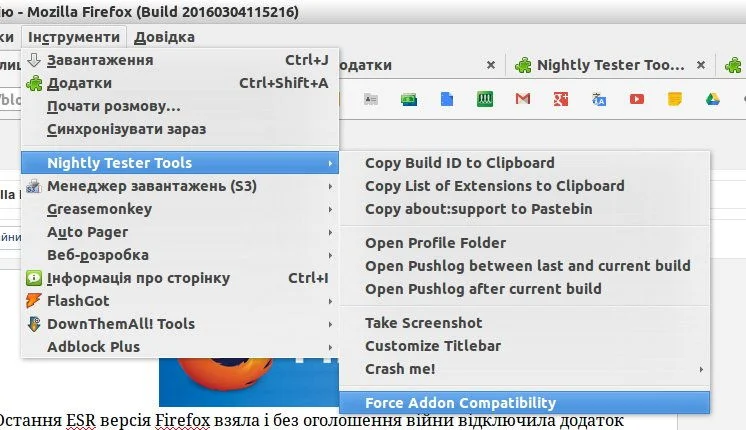 ію - Mozilla Firefox (Build 20160304115216)
ки Інструменти Довідка
Завантаження Ctrl+J
Додатки Ctrl+Shift+A
Почати розмову...
Синхронізувати зараз
Nightly Tester Tools
Менеджер завантажень (S3)
Greasemonkey
Auto Pager
Веб-розробка
Інформація про сторінку Ctrl+I
FlashGot
DownThemAll! Tools
Adblock Plus
одатки
Nightly Tester Too...
/blo
lla
Copy Build ID to Clipboard
Copy List of Extensions to Clipboard
Copy about:support to Pastebin
Open Profile Folder
Open Pushlog between last and current build
Open Pushlog after current build
Take Screenshot
Customize Titlebar
Crash me!
Force Addon Compatibility
Остання ESR версія Firefox взяла і без оголошення війни відключила додаток